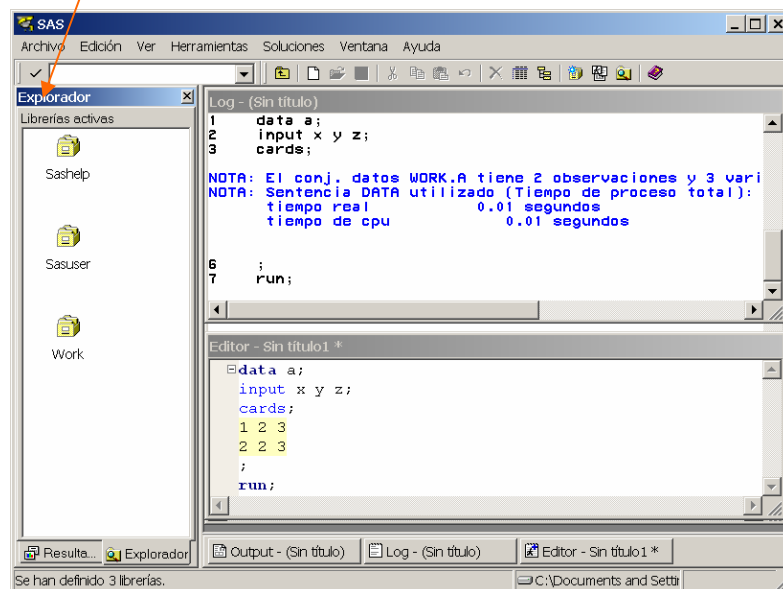 SAS
Archivo Edición Ver Herramientas Soluciones Ventana Ayuda
Explorador
Librerías activas
Sashelp
Sasuser
Work
Resulta... Explorador
Log - (Sin título)
1 data a;
2 input x y z;
3 cards;
NOTA: El conj. datos WORK.A tiene 2 observaciones y 3 vari
NOTA: Sentencia DATA utilizado (Tiempo de proceso total):
tiempo real 0.01 segundos
tiempo de cpu 0.01 segundos
6 ;
7 run;
Editor - Sin título1 *
data a;
input x y z;
cards;
1 2 3
2 2 3
;
run;
Output - (Sin título) Log - (Sin título) Editor - Sin título1 *
Se han definido 3 librerías. C:\Documents and Settir